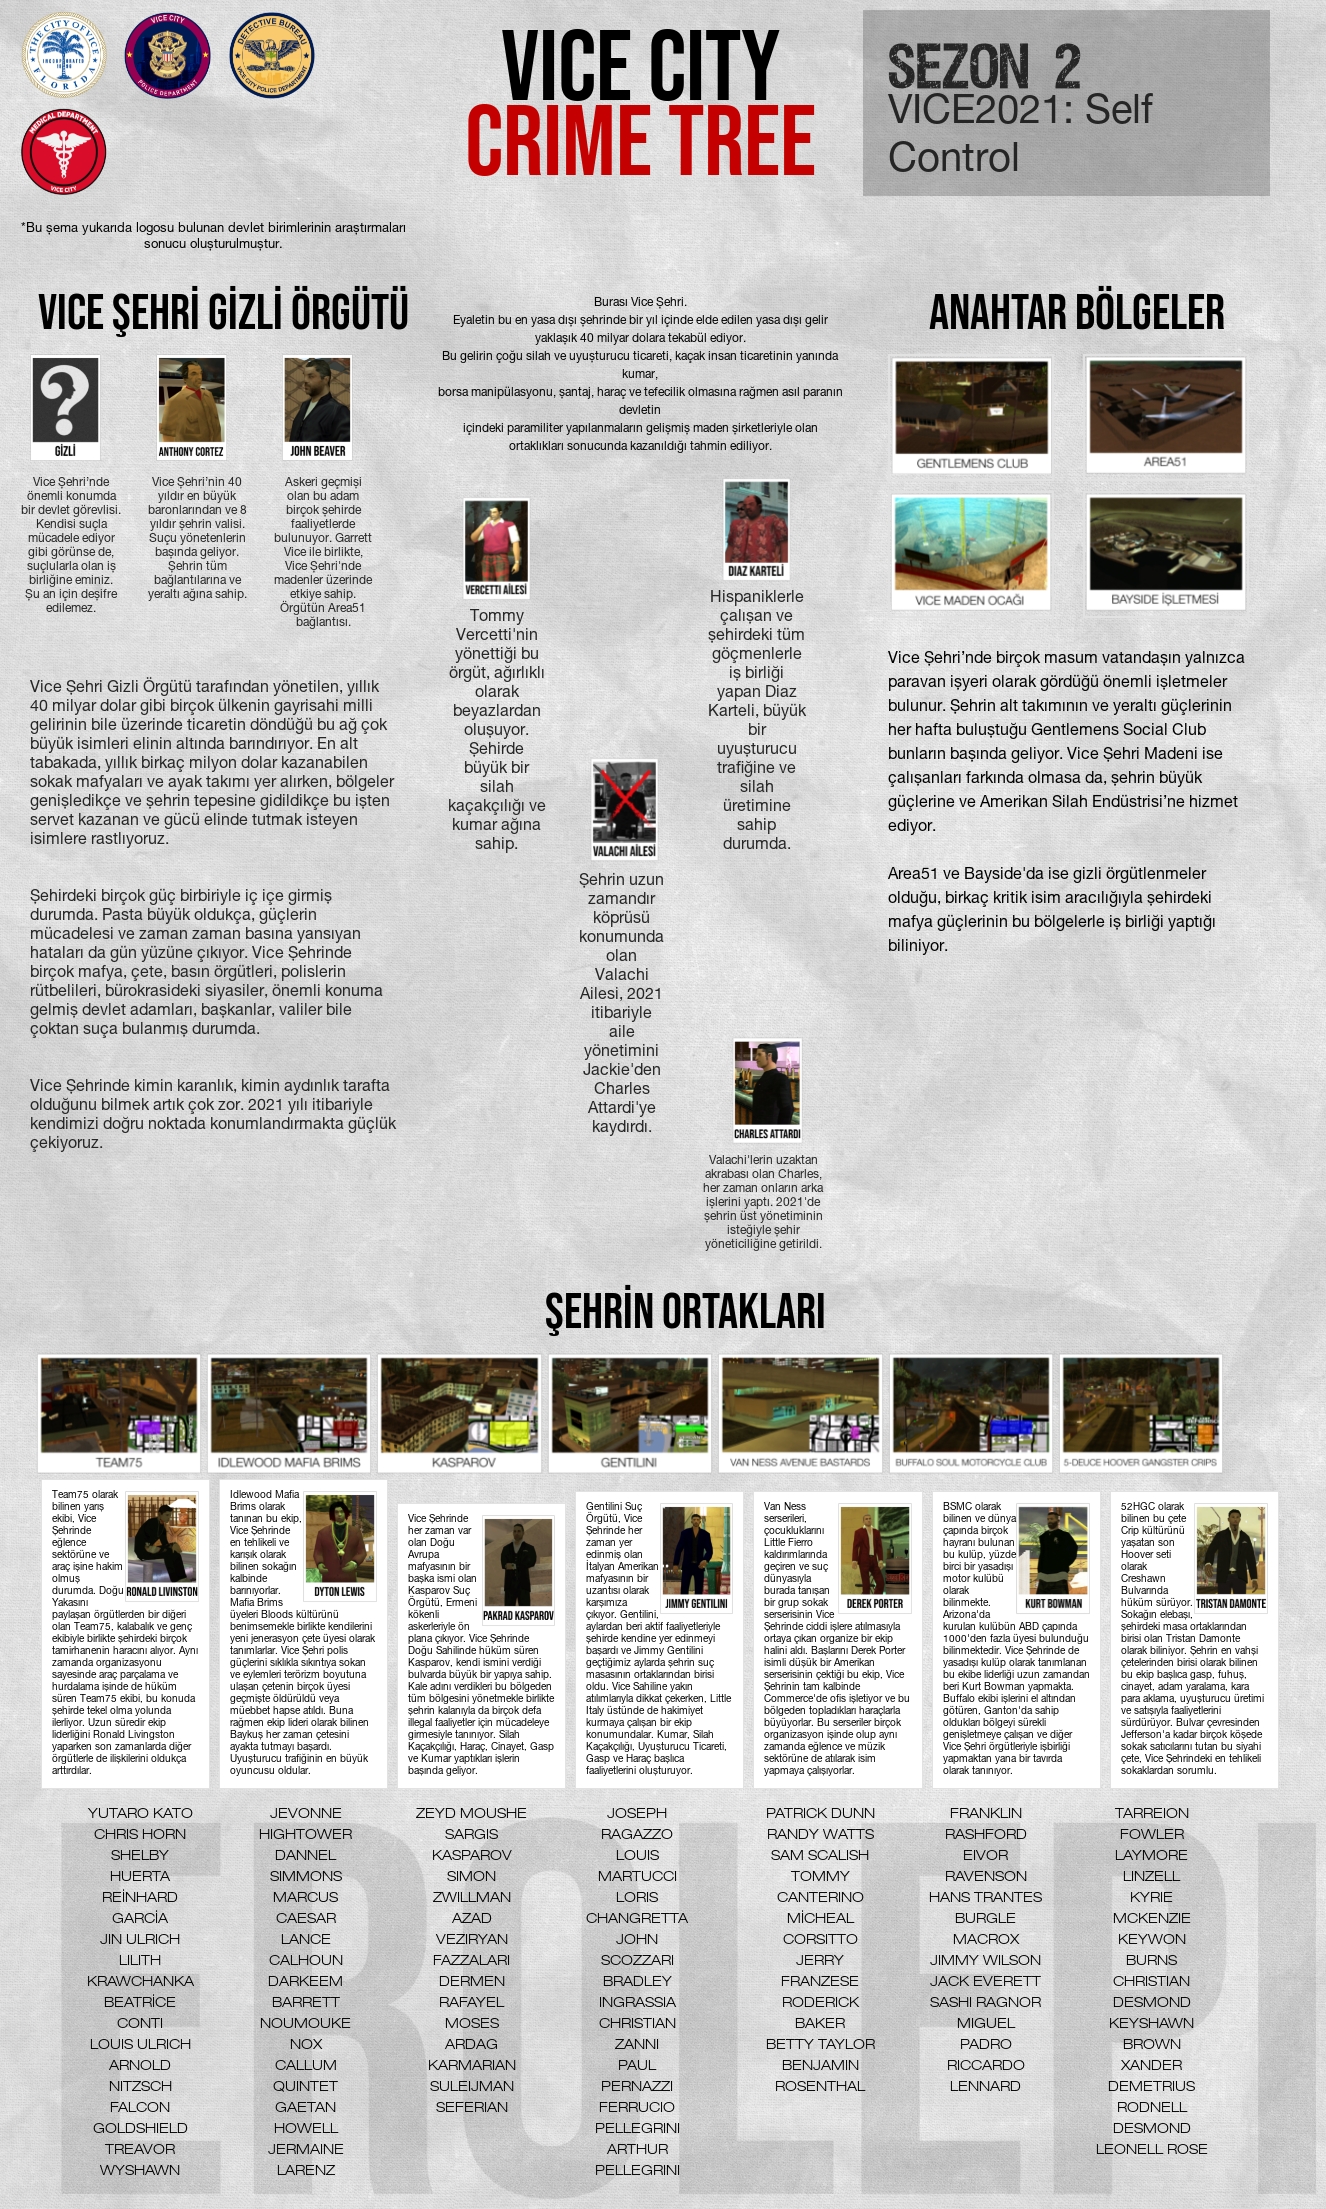 THE CITY OF VICE
INCORPORATED
FLORIDA
VICE CITY
POLICE DEPARTMENT
DETECTIVE BUREAU
VICE CITY POLICE DEPARTMENT
MEDICAL DEPARTMENT
VICE CITY
*Bu şema yukarıda logosu bulunan devlet birimlerinin araştırmaları
sonucu oluşturulmuştur.
VICE CITY
CRIME TREE
SEZON 2
VICE2021: Self
Control
VICE ŞEHRİ GİZLİ ÖRGÜTÜ
GİZLİ
Vice Şehri’nde
önemli konumda
bir devlet görevlisi.
Kendisi suçla
mücadele ediyor
gibi görünse de,
suçlularla olan iş
birliğine eminiz.
Şu an için deşifre
edilemez.
ANTHONY CORTEZ
Vice Şehri’nin 40
yıldır en büyük
baronlarından ve 8
yıldır şehrin valisi.
Suçu yönetenlerin
başında geliyor.
Şehrin tüm
bağlantılarına ve
yeraltı ağına sahip.
JOHN BEAVER
Askeri geçmişi
olan bu adam
birçok şehirde
faaliyetlerde
bulunuyor. Garrett
Vice ile birlikte,
Vice Şehri'nde
madenler üzerinde
etkiye sahip.
Örgütün Area51
bağlantısı.
Vice Şehri Gizli Örgütü tarafından yönetilen, yıllık
40 milyar dolar gibi birçok ülkenin gayrisahi milli
gelirinin bile üzerinde ticaretin döndüğü bu ağ çok
büyük isimleri elinin altında barındırıyor. En alt
tabakada, yıllık birkaç milyon dolar kazanabilen
sokak mafyaları ve ayak takımı yer alırken, bölgeler
genişledikçe ve şehrin tepesine gidildikçe bu işten
servet kazanan ve gücü elinde tutmak isteyen
isimlere rastlıyoruz.
Şehirdeki birçok güç birbiriyle iç içe girmiş
durumda. Pasta büyük oldukça, güçlerin
mücadelesi ve zaman zaman basına yansıyan
hataları da gün yüzüne çıkıyor. Vice Şehrinde
birçok mafya, çete, basın örgütleri, polislerin
rütbelileri, bürokrasideki siyasiler, önemli konuma
gelmiş devlet adamları, başkanlar, valiler bile
çoktan suça bulanmış durumda.
Vice Şehrinde kimin karanlık, kimin aydınlık tarafta
olduğunu bilmek artık çok zor. 2021 yılı itibariyle
kendimizi doğru noktada konumlandırmakta güçlük
çekiyoruz.
Burası Vice Şehri.
Eyaletin bu en yasa dışı şehrinde bir yıl içinde elde edilen yasa dışı gelir
yaklaşık 40 milyar dolara tekabül ediyor.
Bu gelirin çoğu silah ve uyuşturucu ticareti, kaçak insan ticaretinin yanında
kumar,
borsa manipülasyonu, şantaj, haraç ve tefecilik olmasına rağmen asıl paranın
devletin
içindeki paramiliter yapılanmaların gelişmiş maden şirketleriyle olan
ortaklıkları sonucunda kazanıldığı tahmin ediliyor.
VERCETTI AİLESİ
Tommy
Vercetti'nin
yönettiği bu
örgüt, ağırlıklı
olarak
beyazlardan
oluşuyor.
Şehirde
büyük bir
silah
kaçakçılığı ve
kumar ağına
sahip.
DIAZ KARTELİ
Hispaniklerle
çalışan ve
şehirdeki tüm
göçmenlerle
iş birliği
yapan Diaz
Karteli, büyük
bir
uyuşturucu
trafiğine ve
silah
üretimine
sahip
durumda.
VALACHI AİLESİ
Şehrin uzun
zamandır
köprüsü
konumunda
olan
Valachi
Ailesi, 2021
itibariyle
aile
yönetimini
Jackie'den
Charles
Attardi'ye
kaydırdı.
CHARLES ATTARDI
Valachi'lerin uzaktan
akrabası olan Charles,
her zaman onların arka
işlerini yaptı. 2021'de
şehrin üst yönetiminin
isteğiyle şehir
yöneticiliğine getirildi.
ANAHTAR BÖLGELER
GENTLEMENS CLUB
AREA51
VICE MADEN OCAĞI
BAYSIDE İŞLETMESİ
Vice Şehri’nde birçok masum vatandaşın yalnızca
paravan işyeri olarak gördüğü önemli işletmeler
bulunur. Şehrin alt takımının ve yeraltı güçlerinin
her hafta buluştuğu Gentlemens Social Club
bunların başında geliyor. Vice Şehri Madeni ise
çalışanları farkında olmasa da, şehrin büyük
güçlerine ve Amerikan Silah Endüstrisi’ne hizmet
ediyor.
Area51 ve Bayside'da ise gizli örgütlenmeler
olduğu, birkaç kritik isim aracılığıyla şehirdeki
mafya güçlerinin bu bölgelerle iş birliği yaptığı
biliniyor.
ŞEHRİN ORTAKLARI
TEAM75
IDLEWOOD MAFIA BRIMS
KASPAROV
GENTILINI
VAN NESS AVENUE BASTARDS
BUFFALO SOUL MOTORCYCLE CLUB
5-DEUCE HOOVER GANGSTER CRIPS
Team75 olarak
bilinen yarış
ekibi, Vice
Şehrinde
eğlence
sektörüne ve
araç işine hakim
olmuş
durumda. Doğu
Yakasını
RONALD LIVINSTON
paylaşan örgütlerden bir diğeri
olan Team75, kalabalık ve genç
ekibiyle birlikte şehirdeki birçok
tamirhanenin haracını alıyor. Aynı
zamanda organizasyonu
sayesinde araç parçalama ve
hurdalama işinde de hüküm
süren Team75 ekibi, bu konuda
şehirde tekel olma yolunda
ilerliyor. Uzun süredir ekip
liderliğini Ronald Livingston
yaparken son zamanlarda diğer
örgütlerle de ilişkilerini oldukça
arttırdılar.
Idlewood Mafia
Brims olarak
tanınan bu ekip,
Vice Şehrinde
en tehlikeli ve
karışık olarak
bilinen sokağın
kalbinde
barınıyorlar.
Mafia Brims
DYTON LEWIS
üyeleri Bloods kültürünü
benimsemekle birlikte kendilerini
yeni jenerasyon çete üyesi olarak
tanımlarlar. Vice Şehri polis
güçlerini sıklıkla sıkıntıya sokan
ve eylemleri terörizm boyutuna
ulaşan çetenin birçok üyesi
geçmişte öldürüldü veya
müebbet hapse atıldı. Buna
rağmen ekip lideri olarak bilinen
Baykuş her zaman çetesini
ayakta tutmayı başardı.
Uyuşturucu trafiğinin en büyük
oyuncusu oldular.
Vice Şehrinde
her zaman var
olan Doğu
Avrupa
mafyasının bir
başka ismi olan
Kasparov Suç
Örgütü, Ermeni
kökenli
askerleriyle ön
PAKRAD KASPAROV
plana çıkıyor. Vice Şehrinde
Doğu Sahilinde hüküm süren
Kasparov, kendi ismini verdiği
bulvarda büyük bir yapıya sahip.
Kale adını verdikleri bu bölgeden
tüm bölgesini yönetmekle birlikte
şehrin kalanıyla da birçok defa
illegal faaliyetler için mücadeleye
girmesiyle tanınıyor. Silah
Kaçakçılığı, Haraç, Cinayet, Gasp
ve Kumar yaptıkları işlerin
başında geliyor.
Gentilini Suç
Örgütü, Vice
Şehrinde her
zaman yer
edinmiş olan
İtalyan Amerikan
mafyasının bir
uzantısı olarak
karşımıza
çıkıyor. Gentilini,
JIMMY GENTILINI
aylardan beri aktif faaliyetleriyle
şehirde kendine yer edinmeyi
başardı ve Jimmy Gentilini
geçtiğimiz aylarda şehrin suç
masasının ortaklarından birisi
oldu. Vice Sahiline yakın
atılımlarıyla dikkat çekerken, Little
Italy üstünde de hakimiyet
kurmaya çalışan bir ekip
konumundalar. Kumar, Silah
Kaçakçılığı, Uyuşturucu Ticareti,
Gasp ve Haraç başlıca
faaliyetlerini oluşturuyor.
Van Ness
serserileri,
çocukluklarını
Little Fierro
kaldırımlarında
geçiren ve suç
dünyasıyla
burada tanışan
bir grup sokak
serserisinin Vice
DEREK PORTER
Şehrinde ciddi işlere atılmasıyla
ortaya çıkan organize bir ekip
halini aldı. Başlarını Derek Porter
isimli düşük bir Amerikan
serserisinin çektiği bu ekip, Vice
Şehrinin tam kalbinde
Commerce'de ofis işletiyor ve bu
bölgeden topladıkları haraçlarla
büyüyorlar. Bu serseriler birçok
organizasyon işinde olup aynı
zamanda eğlence ve müzik
sektörüne de atılarak isim
yapmaya çalışıyorlar.
BSMC olarak
bilinen ve dünya
çapında birçok
hayranı bulunan
bu kulüp, yüzde
birci bir yasadışı
motor kulübü
olarak
bilinmekte.
Arizona'da
KURT BOWMAN
kurulan kulübün ABD çapında
1000'den fazla üyesi bulunduğu
bilinmektedir. Vice Şehrinde de
yasadışı kulüp olarak tanımlanan
bu ekibe liderliği uzun zamandan
beri Kurt Bowman yapmakta.
Buffalo ekibi işlerini el altından
götüren, Ganton'da sahip
oldukları bölgeyi sürekli
genişletmeye çalışan ve diğer
Vice Şehri örgütleriyle işbirliği
yapmaktan yana bir tavırda
olarak tanınıyor.
52HGC olarak
bilinen bu çete
Crip kültürünü
yaşatan son
Hoover seti
olarak
Creshawn
Bulvarında
hüküm sürüyor.
Sokağın elebaşı,
TRISTAN DAMONTE
şehirdeki masa ortaklarından
birisi olan Tristan Damonte
olarak biliniyor. Şehrin en vahşi
çetelerinden birisi olarak bilinen
bu ekip başlıca gasp, fuhuş,
cinayet, adam yaralama, kara
para aklama, uyuşturucu üretimi
ve satışıyla faaliyetlerini
sürdürüyor. Bulvar çevresinden
Jefferson'a kadar birçok köşede
sokak satıcılarını tutan bu siyahi
çete, Vice Şehrindeki en tehlikeli
sokaklardan sorumlu.
YUTARO KATO
CHRIS HORN
SHELBY
HUERTA
REİNHARD
GARCİA
JIN ULRICH
LILITH
KRAWCHANKA
BEATRİCE
CONTI
LOUIS ULRICH
ARNOLD
NITZSCH
FALCON
GOLDSHIELD
TREAVOR
WYSHAWN
JEVONNE
HIGHTOWER
DANNEL
SIMMONS
MARCUS
CAESAR
LANCE
CALHOUN
DARKEEM
BARRETT
NOUMOUKE
NOX
CALLUM
QUINTET
GAETAN
HOWELL
JERMAINE
LARENZ
ZEYD MOUSHE
SARGIS
KASPAROV
SIMON
ZWILLMAN
AZAD
VEZIRYAN
FAZZALARI
DERMEN
RAFAYEL
MOSES
ARDAG
KARMARIAN
SULEIJMAN
SEFERIAN
JOSEPH
RAGAZZO
LOUIS
MARTUCCI
LORIS
CHANGRETTA
JOHN
SCOZZARI
BRADLEY
INGRASSIA
CHRISTIAN
ZANNI
PAUL
PERNAZZI
FERRUCIO
PELLEGRINI
ARTHUR
PELLEGRINI
PATRICK DUNN
RANDY WATTS
SAM SCALISH
TOMMY
CANTERINO
MİCHEAL
CORSITTO
JERRY
FRANZESE
RODERICK
BAKER
BETTY TAYLOR
BENJAMIN
ROSENTHAL
FRANKLIN
RASHFORD
EIVOR
RAVENSON
HANS TRANTES
BURGLE
MACROX
JIMMY WILSON
JACK EVERETT
SASHI RAGNOR
MIGUEL
PADRO
RICCARDO
LENNARD
TARREION
FOWLER
LAYMORE
LINZELL
KYRIE
MCKENZIE
KEYWON
BURNS
CHRISTIAN
DESMOND
KEYSHAWN
BROWN
XANDER
DEMETRIUS
RODNELL
DESMOND
LEONELL ROSE